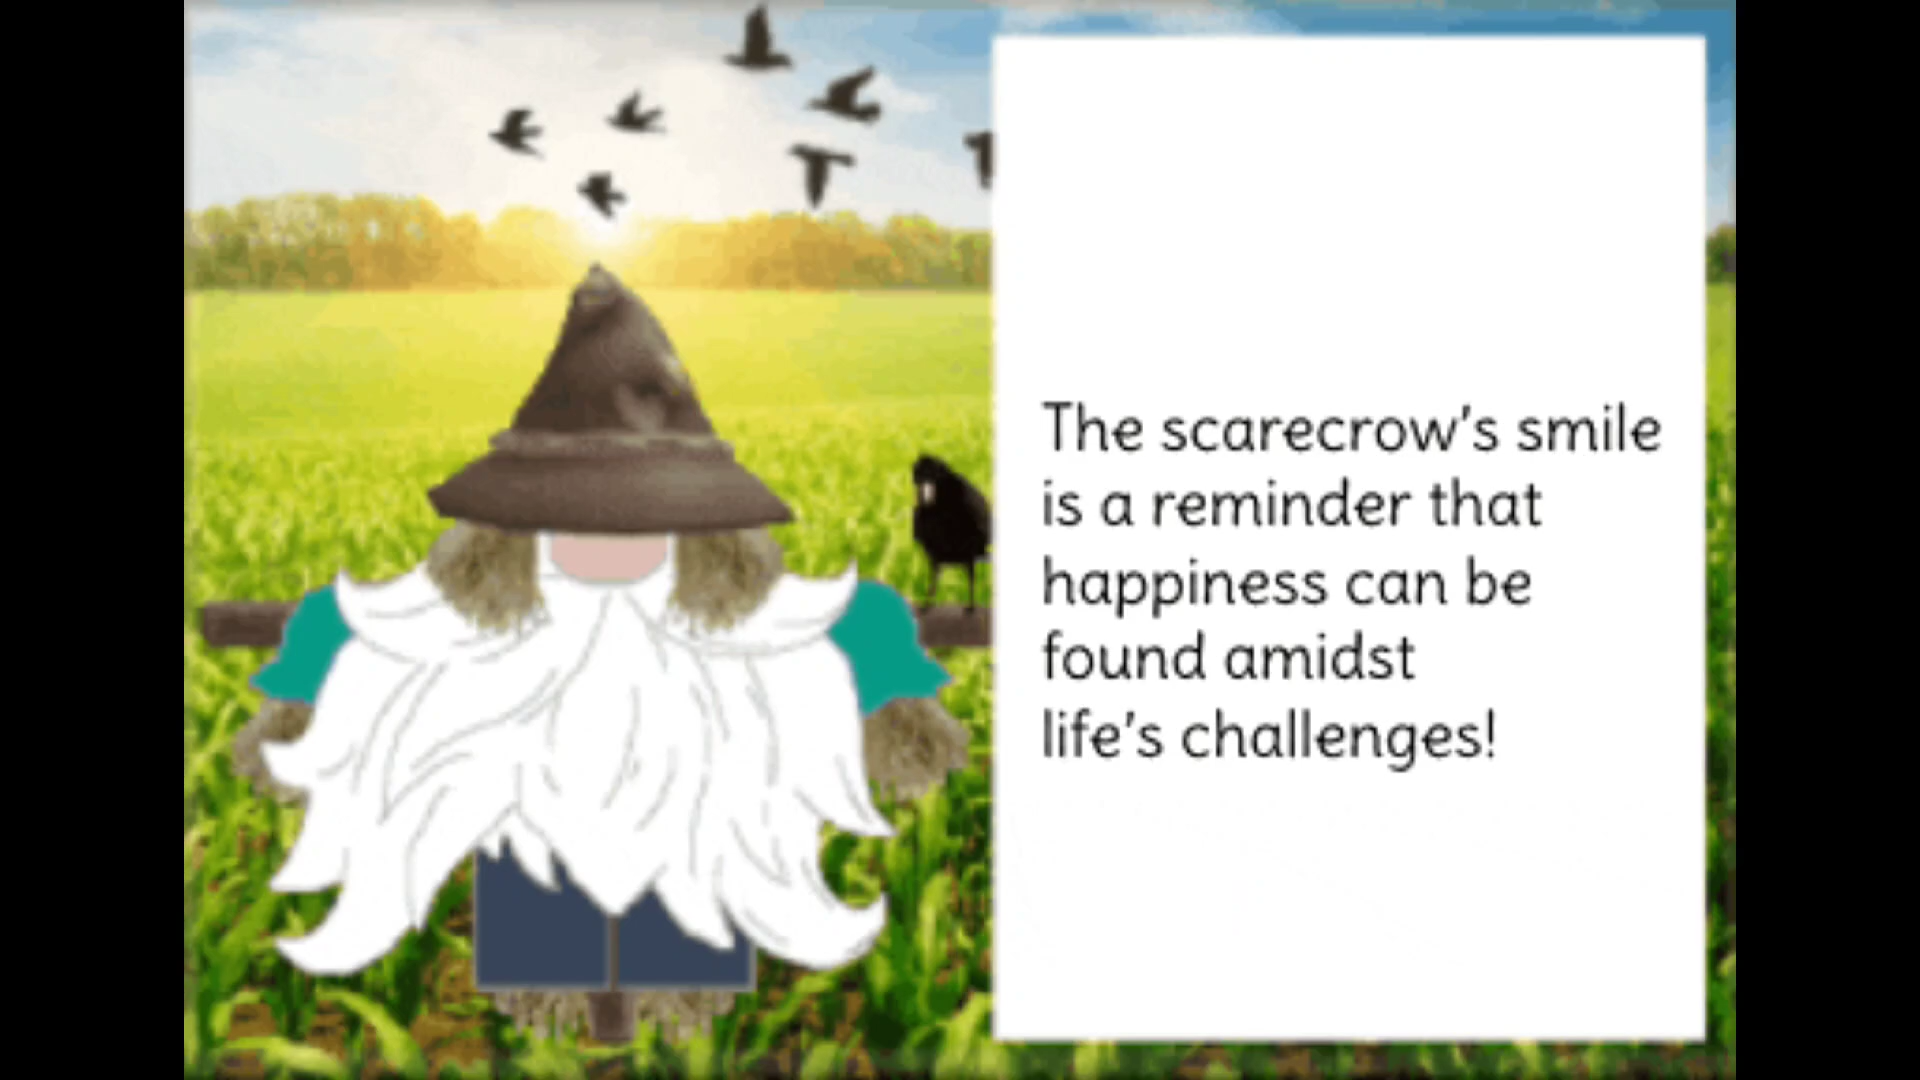 The scarecrow’s smile
is a reminder that
happiness can be
found amidst
life’s challenges!